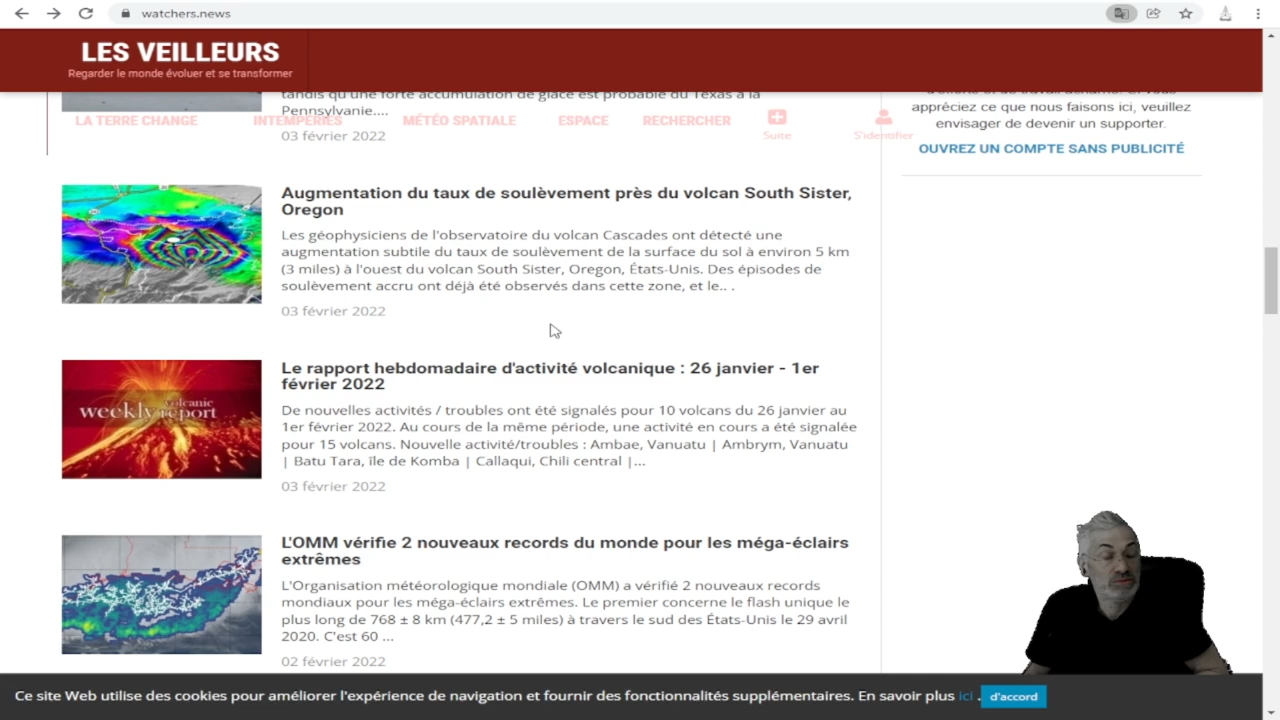 watchers.news
LES VEILLEURS
Regarder le monde évoluer et se transformer
tandis qu'une forte accumulation de glace est probable du Texas à la
Pennsylvanie....
LA TERRE CHANGE
INTEMPÉRIES
MÉTÉO SPATIALE
ESPACE
RECHERCHER
Suite
S'identifier
03 février 2022
appréciez ce que nous faisons ici, veuillez
envisager de devenir un supporter.
OUVREZ UN COMPTE SANS PUBLICITÉ
Augmentation du taux de soulèvement près du volcan South Sister,
Oregon
Les géophysiciens de l'observatoire du volcan Cascades ont détecté une
augmentation subtile du taux de soulèvement de la surface du sol à environ 5 km
(3 miles) à l'ouest du volcan South Sister, Oregon, États-Unis. Des épisodes de
soulèvement accru ont déjà été observés dans cette zone, et le.. .
03 février 2022
volcanic
weekly report
Le rapport hebdomadaire d'activité volcanique : 26 janvier - 1er
février 2022
De nouvelles activités / troubles ont été signalés pour 10 volcans du 26 janvier au
1er février 2022. Au cours de la même période, une activité en cours a été signalée
pour 15 volcans. Nouvelle activité/troubles : Ambae, Vanuatu | Ambrym, Vanuatu
| Batu Tara, île de Komba | Callaqui, Chili central |...
03 février 2022
L'OMM vérifie 2 nouveaux records du monde pour les méga-éclairs
extrêmes
L'Organisation météorologique mondiale (OMM) a vérifié 2 nouveaux records
mondiaux pour les méga-éclairs extrêmes. Le premier concerne le flash unique le
plus long de 768 ± 8 km (477,2 ± 5 miles) à travers le sud des États-Unis le 29 avril
2020. C'est 60 ...
02 février 2022
Ce site Web utilise des cookies pour améliorer l'expérience de navigation et fournir des fonctionnalités supplémentaires. En savoir plus ici .
d'accord